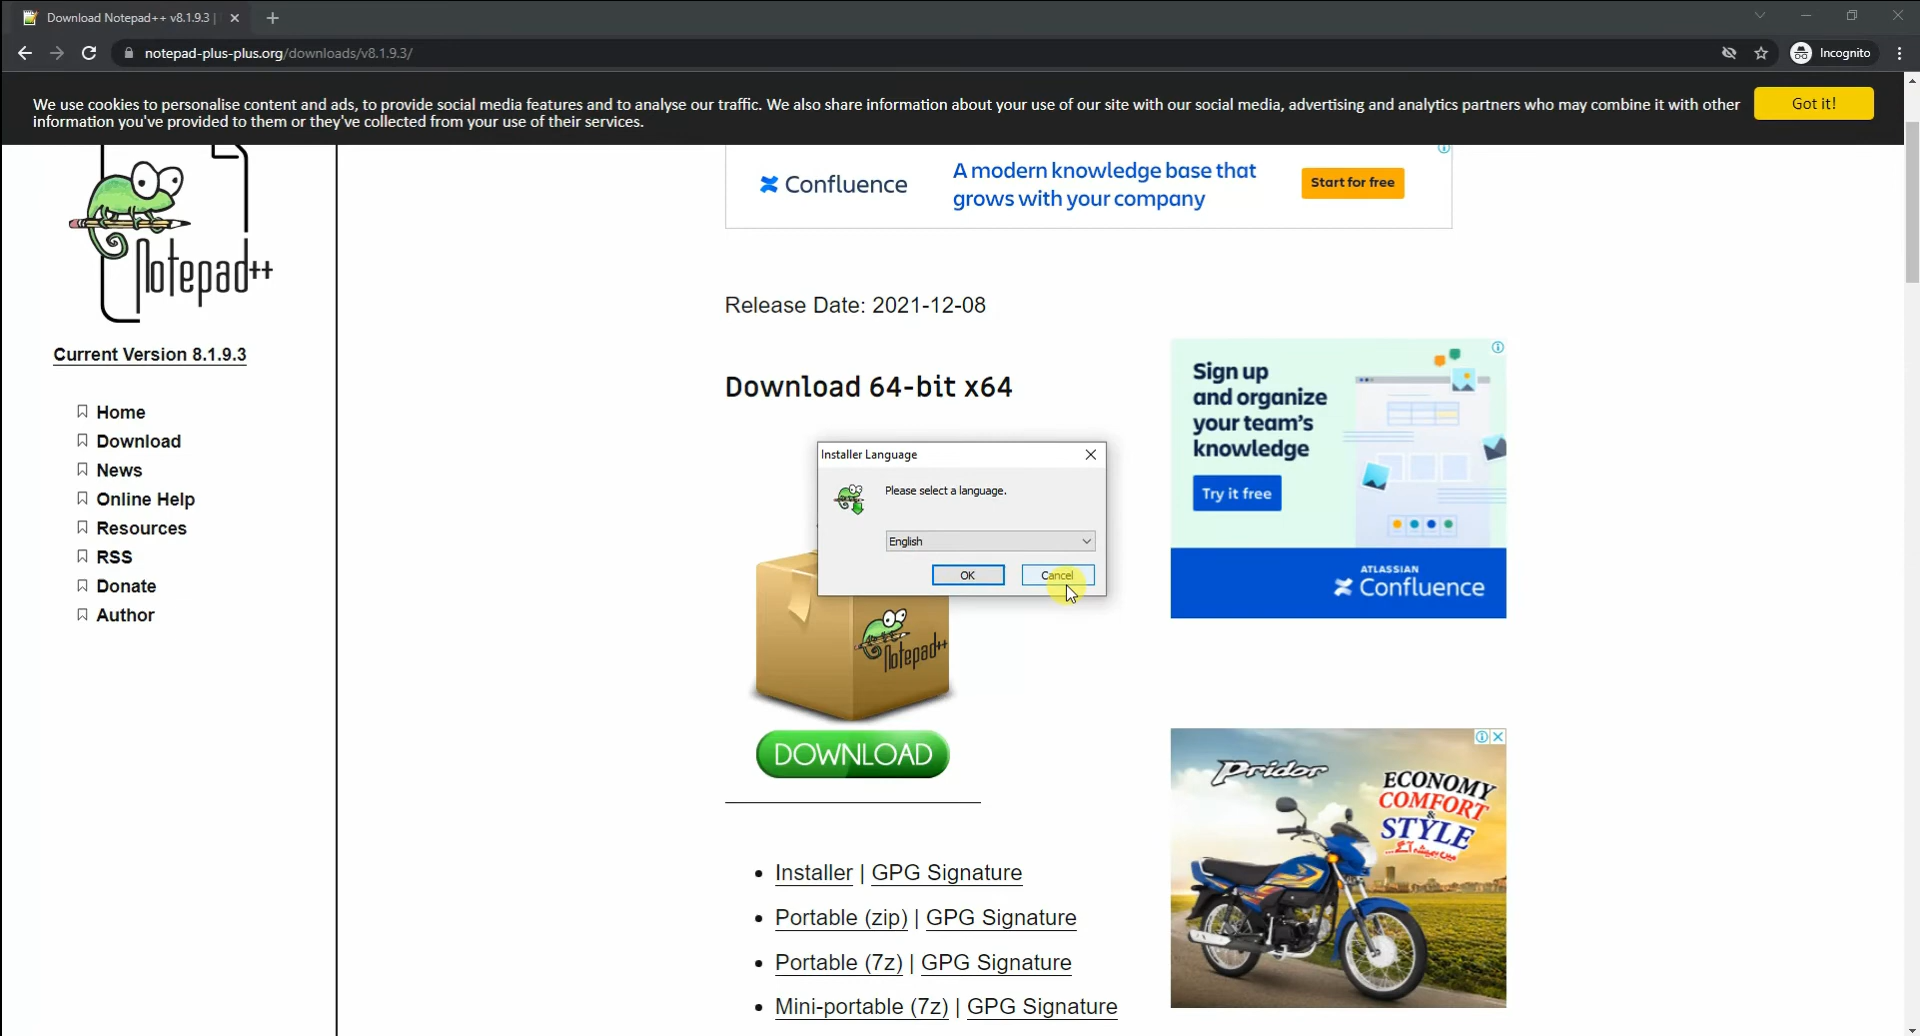 Download Notepad++ v8.1.9.3 |
notepad-plus-plus.org/downloads/v8.1.9.3/
Incognito
We use cookies to personalise content and ads, to provide social media features and to analyse our traffic. We also share information about your use of our site with our social media, advertising and analytics partners who may combine it with other
information you've provided to them or they've collected from your use of their services.
Got it!
Notepad++
Current Version 8.1.9.3
Home
Download
News
Online Help
Resources
RSS
Donate
Author
Confluence
A modern knowledge base that
grows with your company
Start for free
Release Date: 2021-12-08
Download 64-bit x64
Installer Language
Please select a language.
English
OK
Cancel
Notepad++
DOWNLOAD
Installer | GPG Signature
Portable (zip) | GPG Signature
Portable (7z) | GPG Signature
Mini-portable (7z) | GPG Signature
Sign up
and organize
your team's
knowledge
Try it free
ATLASSIAN
Confluence
Pridor
ECONOMY
COMFORT
&
STYLE